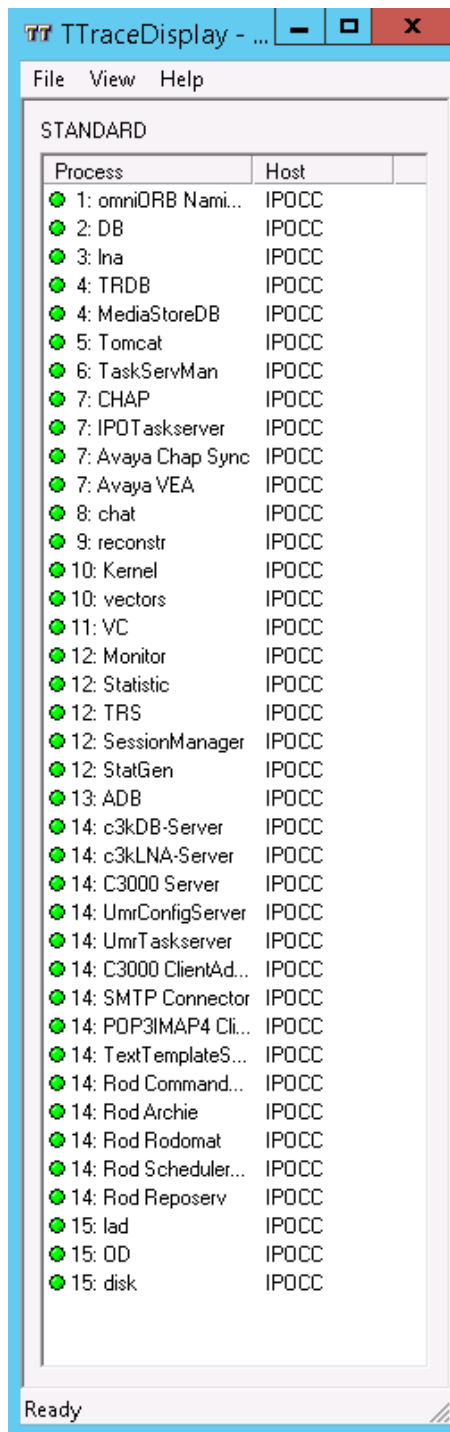 TT TTraceDisplay - ...
File View Help
STANDARD
Process Host
1: omniORB Nami... IPOCC
2: DB IPOCC
3: lna IPOCC
4: TRDB IPOCC
4: MediaStoreDB IPOCC
5: Tomcat IPOCC
6: TaskServMan IPOCC
7: CHAP IPOCC
7: IPOTaskserver IPOCC
7: Avaya Chap Sync IPOCC
7: Avaya VEA IPOCC
8: chat IPOCC
9: reconstr IPOCC
10: Kernel IPOCC
10: vectors IPOCC
11: VC IPOCC
12: Monitor IPOCC
12: Statistic IPOCC
12: TRS IPOCC
12: SessionManager IPOCC
12: StatGen IPOCC
13: ADB IPOCC
14: c3kDB-Server IPOCC
14: c3kLNA-Server IPOCC
14: C3000 Server IPOCC
14: UmrConfigServer IPOCC
14: UmrTaskserver IPOCC
14: C3000 ClientAd... IPOCC
14: SMTP Connector IPOCC
14: POP3IMAP4 Cli... IPOCC
14: TextTemplateS... IPOCC
14: Rod Command... IPOCC
14: Rod Archie IPOCC
14: Rod Rodomat IPOCC
14: Rod Scheduler... IPOCC
14: Rod Reposerv IPOCC
15: lad IPOCC
15: OD IPOCC
15: disk IPOCC
Ready